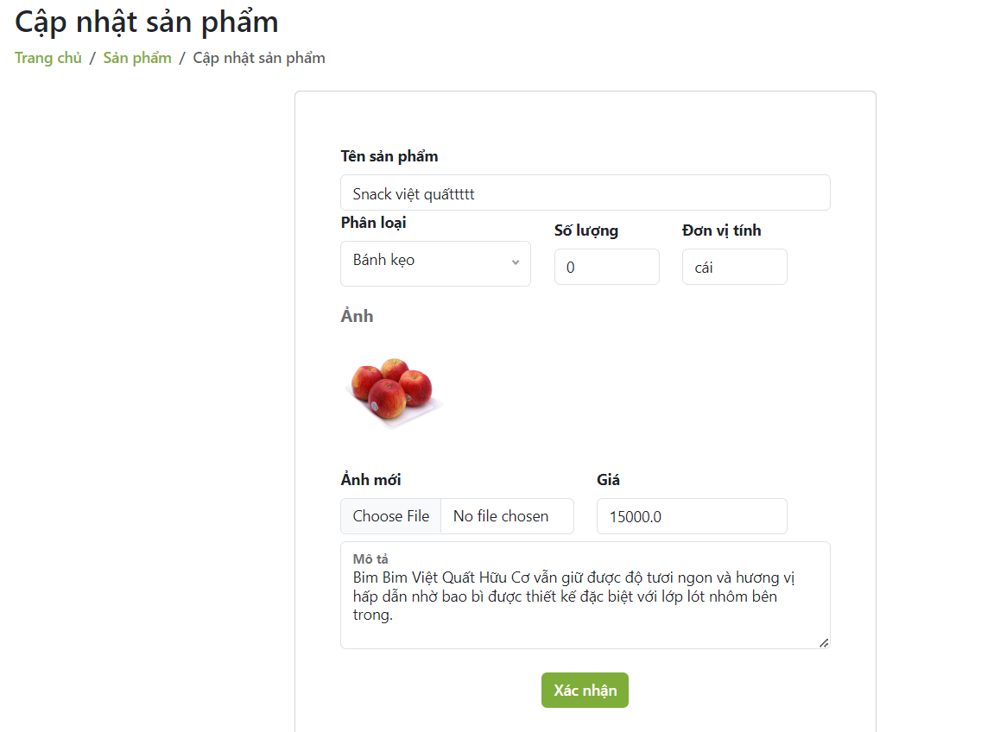 Cập nhật sản phẩm
Trang chủ / Sản phẩm / Cập nhật sản phẩm
Tên sản phẩm
Snack việt quấttttt
Phân loại
Số lượng
Đơn vị tính
Bánh kẹo
0
cái
Ảnh
Ảnh mới
Giá
Choose File No file chosen
15000.0
Mô tả
Bim Bim Việt Quất Hữu Cơ vẫn giữ được độ tươi ngon và hương vị
hấp dẫn nhờ bao bì được thiết kế đặc biệt với lớp lót nhôm bên
trong.
Xác nhận